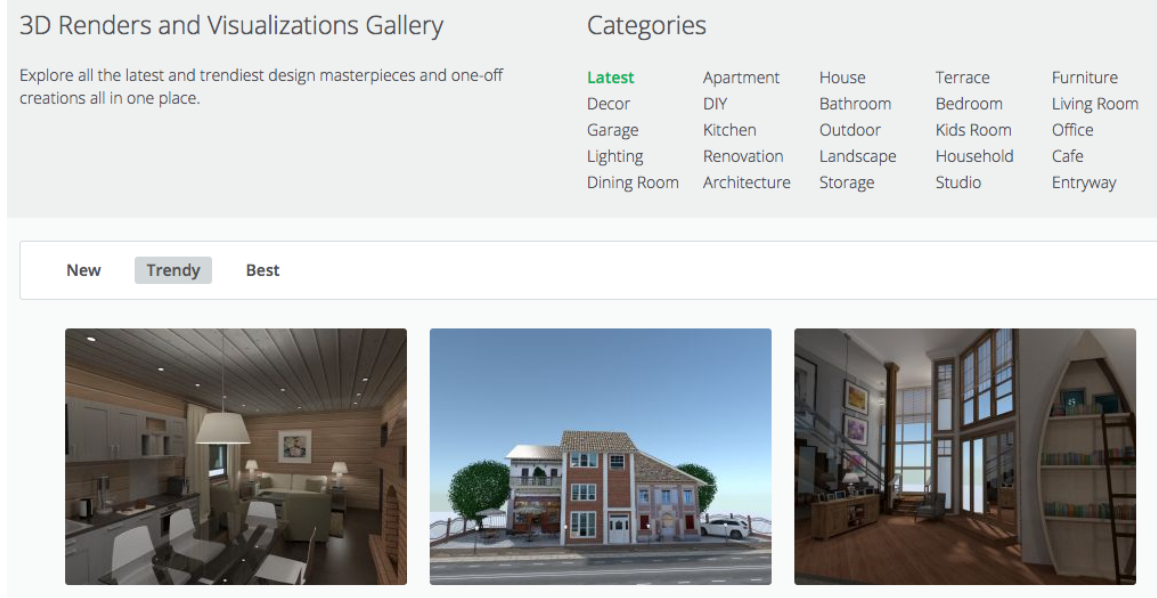 3D Renders and Visualizations Gallery
Explore all the latest and trendiest design masterpieces and one-off
creations all in one place.
Categories
Latest Apartment House Terrace Furniture
Decor DIY Bathroom Bedroom Living Room
Garage Kitchen Outdoor Kids Room Office
Lighting Renovation Landscape Household Cafe
Dining Room Architecture Storage Studio Entryway
New Trendy Best